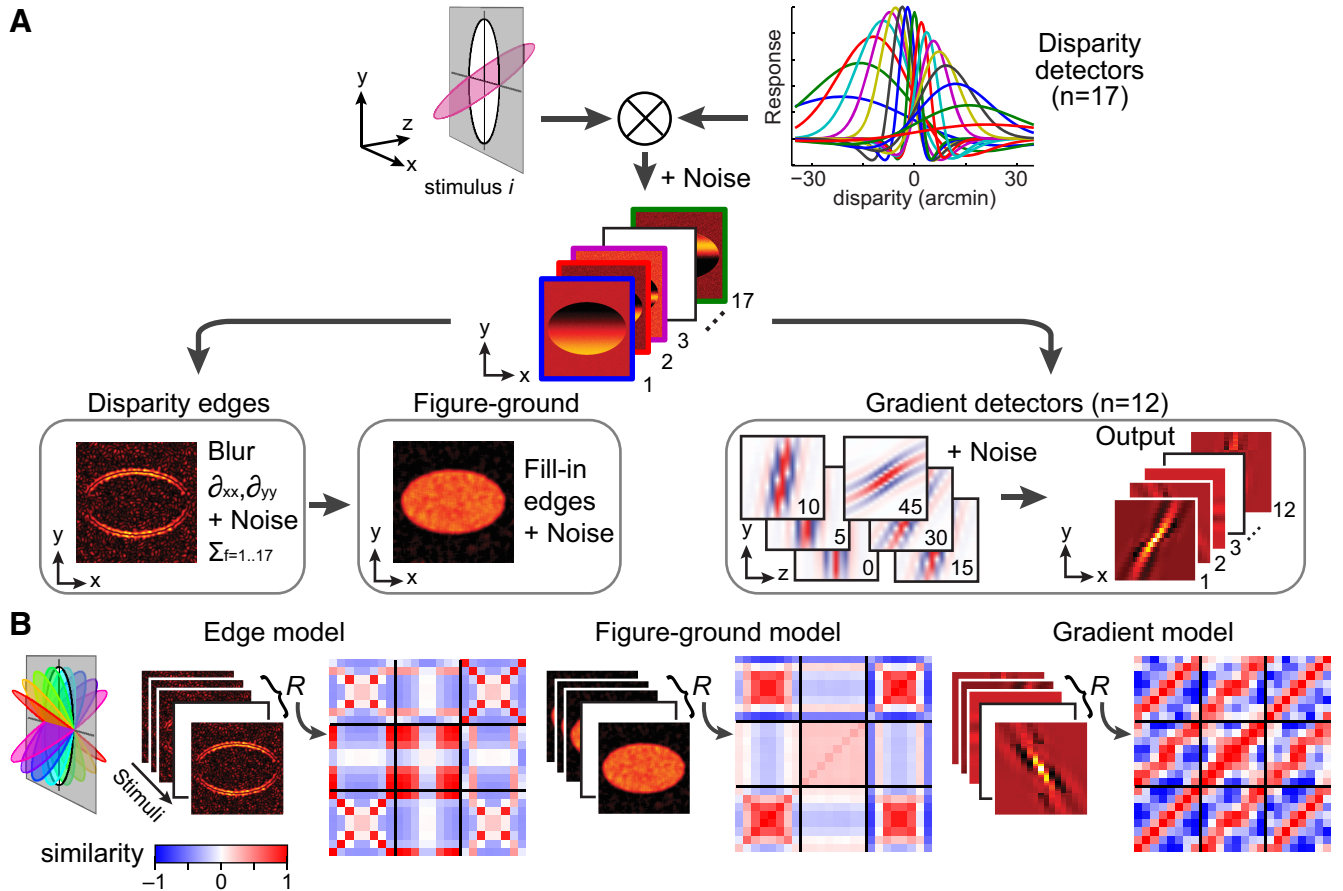 A
y
z
x
stimulus i
+ Noise
Response
−30
0
30
disparity (arcmin)
Disparity
detectors
(n=17)
y
x
1
2
3
17
Disparity edges
Blur
∂xx,∂yy
+ Noise
Σf=1..17
y
x
Figure-ground
Fill-in
edges
+ Noise
y
x
Gradient detectors (n=12)
10
5
0
45
30
15
y
z
+ Noise
Output
y
x
1
2
3
12
B
Edge model
Stimuli
R
Figure-ground model
R
Gradient model
R
similarity
−1
0
1